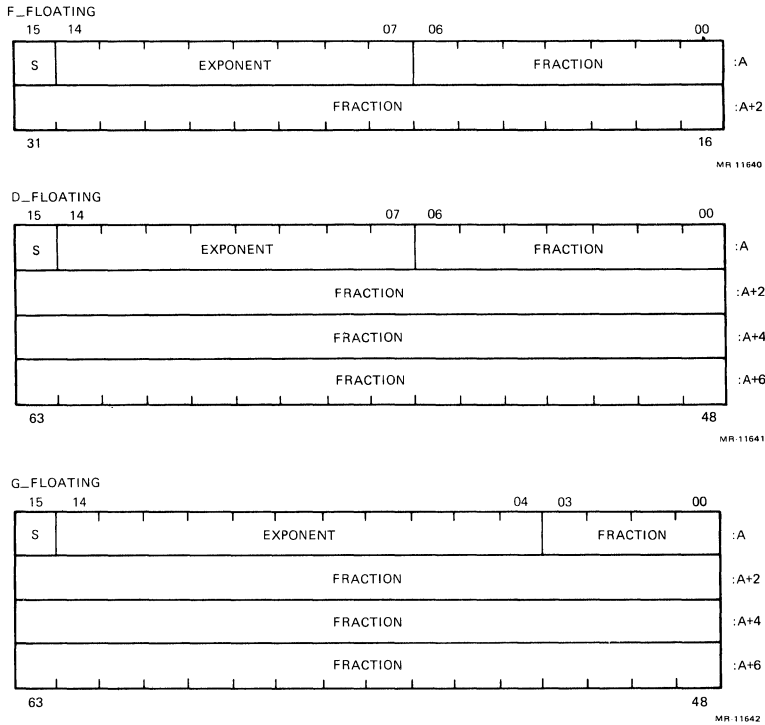 F_FLOATING
15 14 07 06 00
S EXPONENT FRACTION :A
FRACTION :A+2
31 16
MR 11640
D_FLOATING
15 14 07 06 00
S EXPONENT FRACTION :A
FRACTION :A+2
FRACTION :A+4
FRACTION :A+6
63 48
MR-11641
G_FLOATING
15 14 04 03 00
S EXPONENT FRACTION :A
FRACTION :A+2
FRACTION :A+4
FRACTION :A+6
63 48
MR-11642